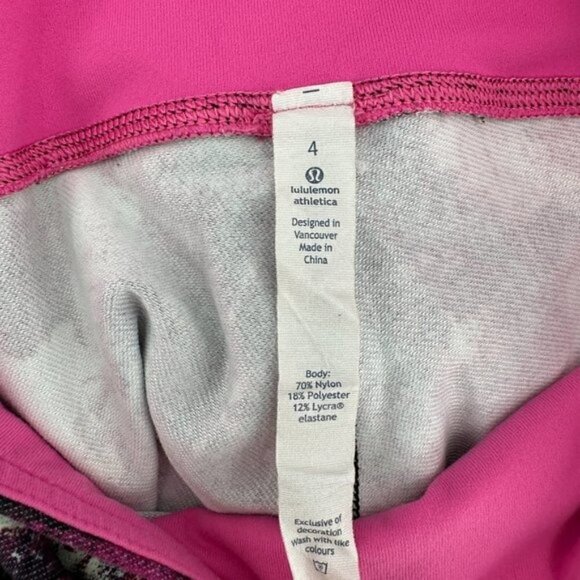 4
lululemon
athletica
Designed in
Vancouver
Made in
China
Body:
70% Nylon
18% Polyester
12% Lycra®
elastane
Exclusive of
decoration
Wash with like
colours